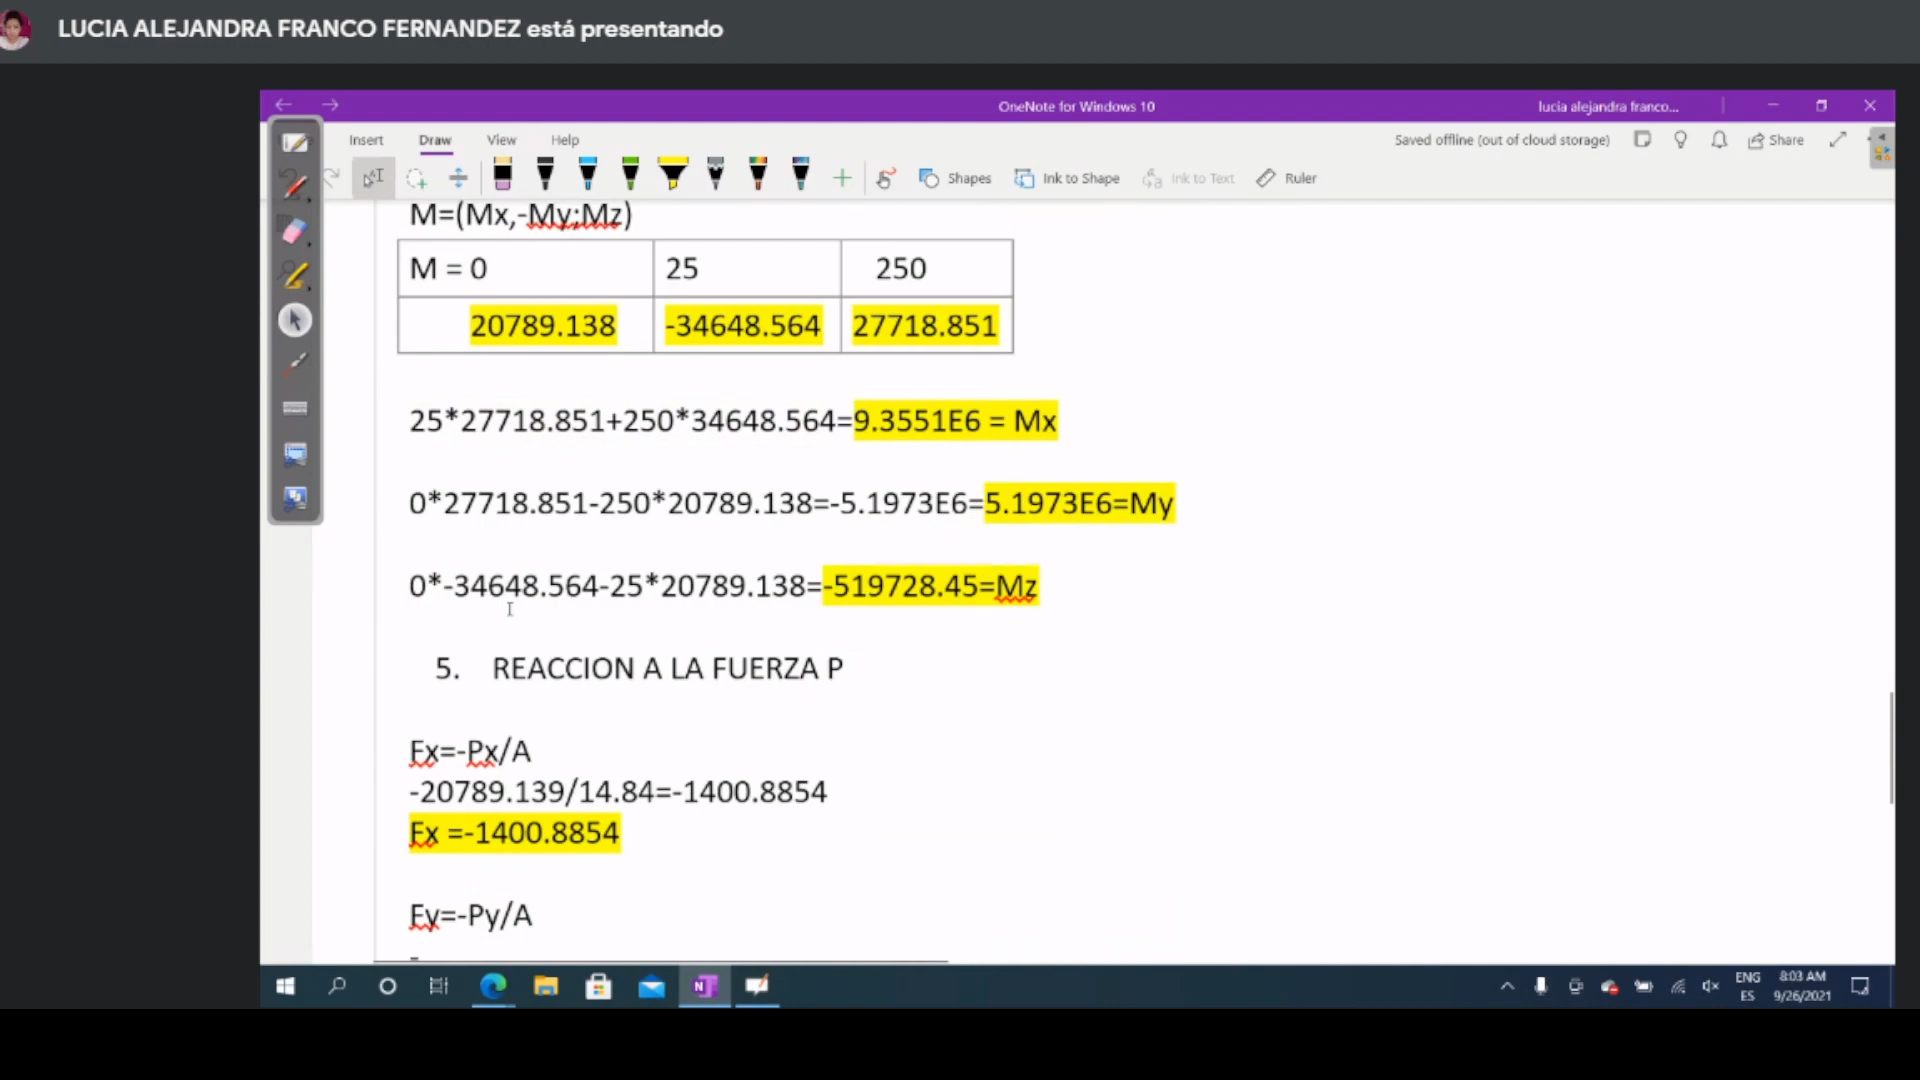 LUCIA ALEJANDRA FRANCO FERNANDEZ está presentando
OneNote for Windows 10
lucia alejandra franco...
Insert Draw View Help
Saved offline (out of cloud storage)
Share
Shapes
Ink to Shape
Ink to Text
Ruler
M=(Mx,-My;Mz)
M = 0 25 250
20789.138 -34648.564 27718.851
25*27718.851+250*34648.564=9.3551E6 = Mx
0*27718.851-250*20789.138=-5.1973E6=5.1973E6=My
0*-34648.564-25*20789.138=-519728.45=Mz
5. REACCION A LA FUERZA P
Fx=-Px/A
-20789.139/14.84=-1400.8854
Fx =-1400.8854
Fy=-Py/A
-
ENG
ES
8:03 AM
9/26/2021